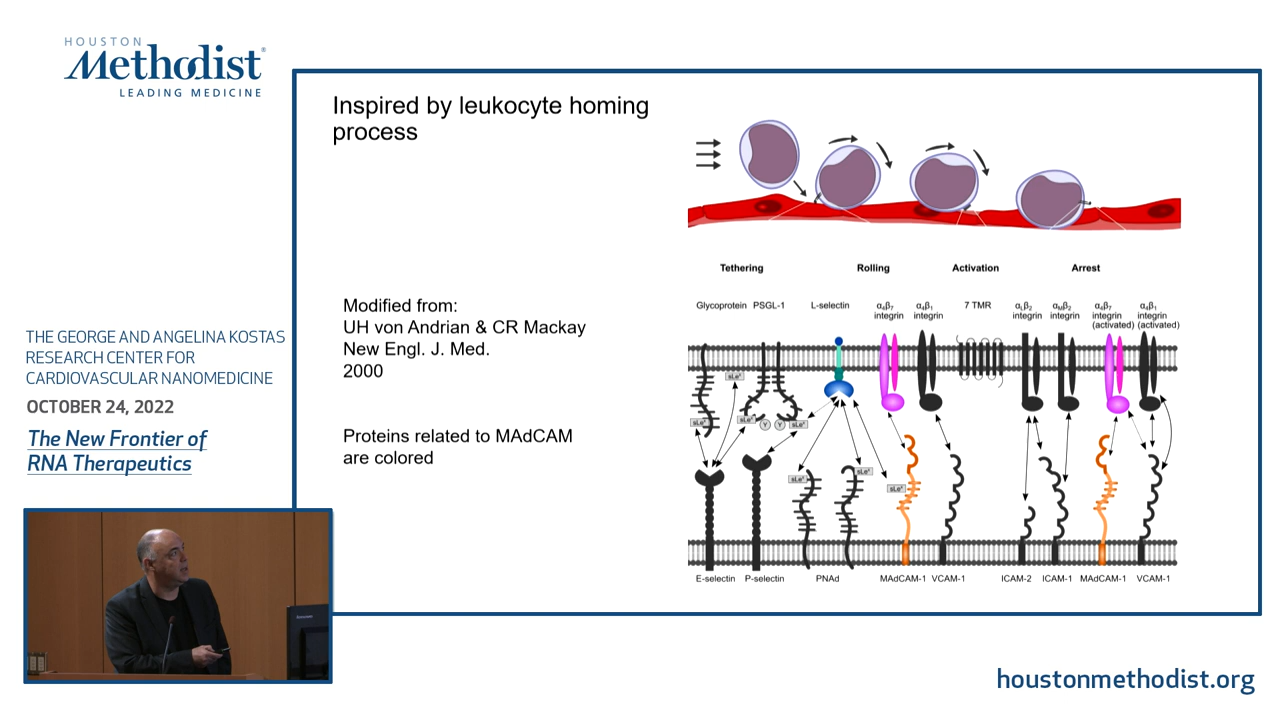 HOUSTON
Methodist®
LEADING MEDICINE
THE GEORGE AND ANGELINA KOSTAS
RESEARCH CENTER FOR
CARDIOVASCULAR NANOMEDICINE
OCTOBER 24, 2022
The New Frontier of
RNA Therapeutics
Inspired by leukocyte homing
process
Modified from:
UH von Andrian & CR Mackay
New Engl. J. Med.
2000
Proteins related to MAdCAM
are colored
Tethering Rolling Activation Arrest
Glycoprotein PSGL-1 L-selectin α₄β₇ integrin α₄β₁ integrin 7 TMR α₁β₂ integrin αₘβ₂ integrin α₄β₇ integrin (activated) α₄β₁ integrin (activated)
sLeˣ
sLeˣ sLeˣ Y Y sLeˣ
sLeˣ sLeˣ sLeˣ
E-selectin P-selectin PNAd MAdCAM-1 VCAM-1 ICAM-2 ICAM-1 MAdCAM-1 VCAM-1
houstonmethodist.org